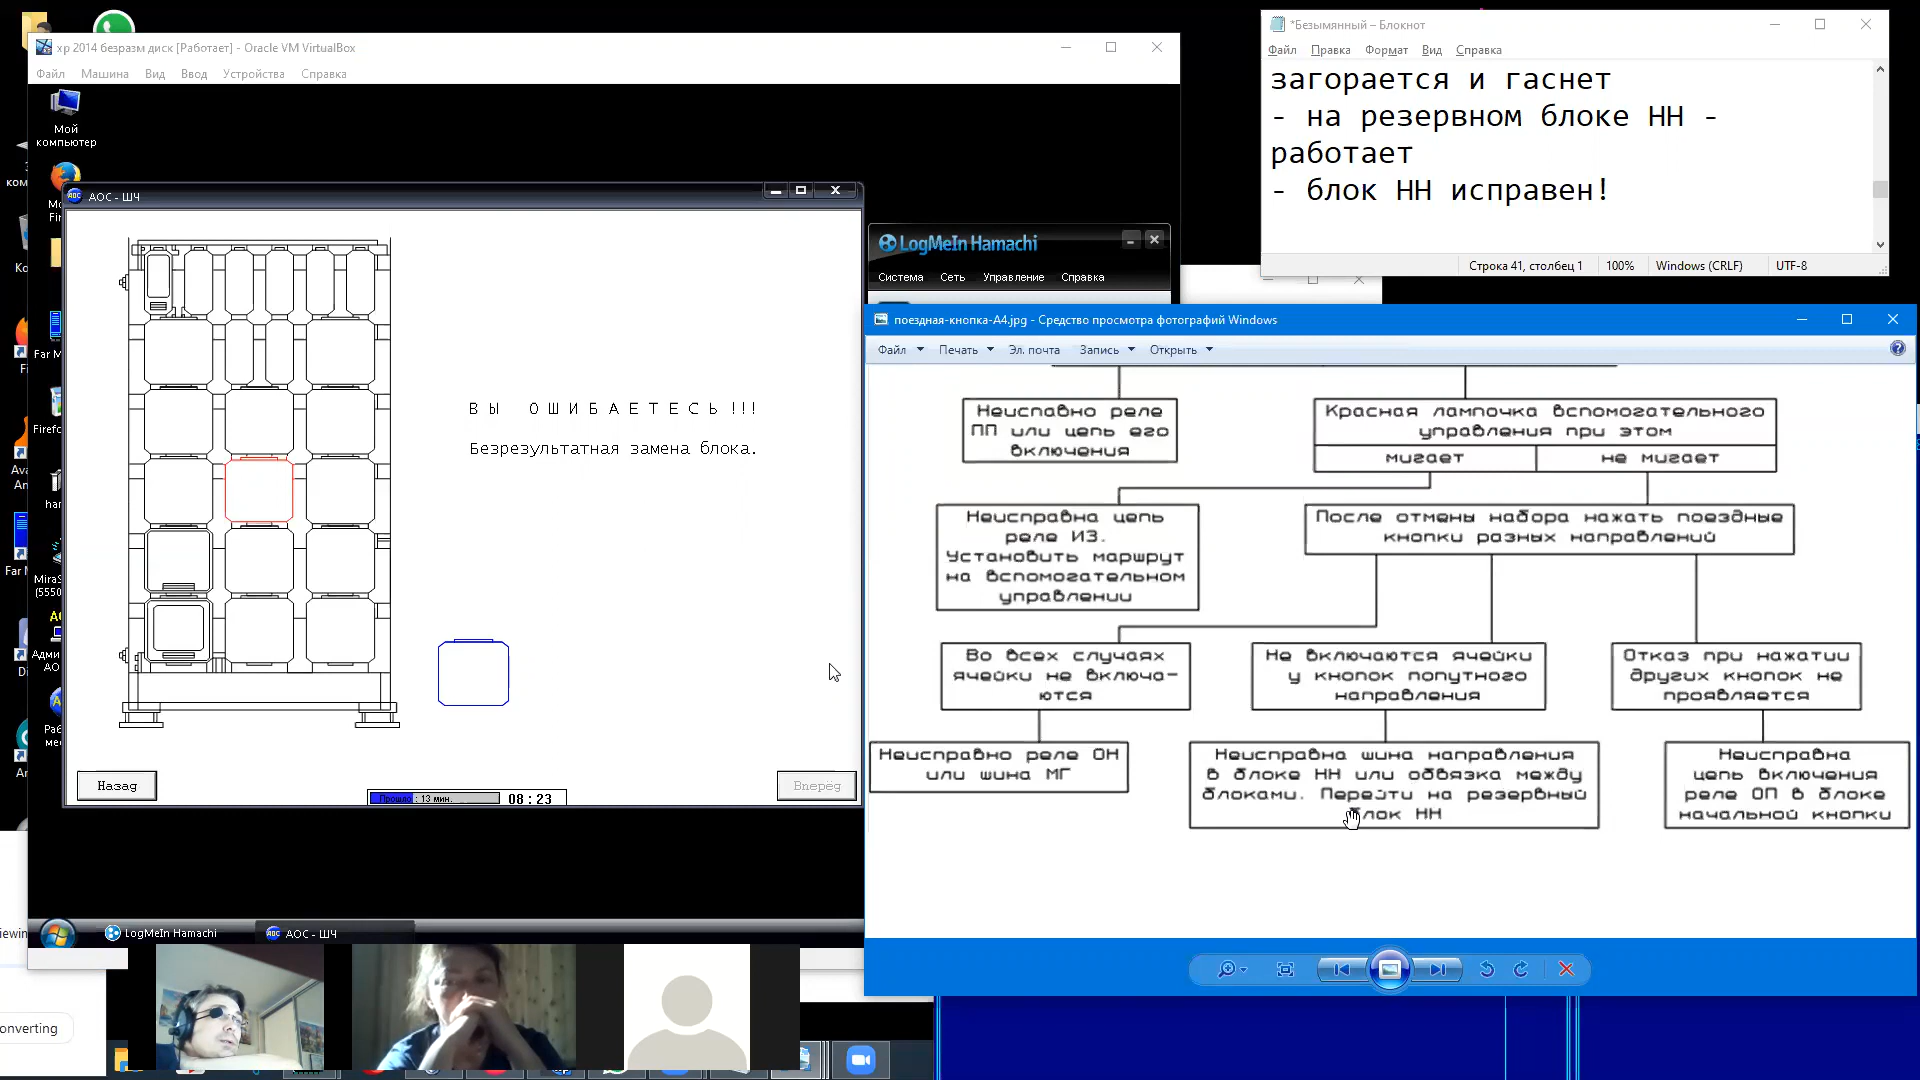 хр 2014 безразм диск [Работает] - Oracle VM VirtualBox
Файл Машина Вид Ввод Устройства Справка
Мой
компьютер
АОС - ШЧ
В Ы О Ш И Б А Е Т Е С Ь ! ! !
Безрезультатная замена блока.
Назад
Прошло : 13 мин.
08:23
Вперёд
LogMeIn Hamachi
АОС - ШЧ
LogMeIn Hamachi
Система Сеть Управление Справка
*Безымянный – Блокнот
Файл Правка Формат Вид Справка
загорается и гаснет
- на резервном блоке НН -
работает
- блок НН исправен!
Строка 41, столбец 1 100% Windows (CRLF) UTF-8
поездная-кнопка-А4.jpg - Средство просмотра фотографий Windows
Файл Печать Эл. почта Запись Открыть
Неиспавно реле
ПП или цепь его
включения
Красная лампочка вспомогательного
управления при этом
мигает
не мигает
Неисправна цепь
реле ИЗ.
Установить маршрут
на вспомогательном
управлении
После отмены набора нажать поездные
кнопки разных направлений
Во всех случаях
ячейки не включа-
ются
Не включаются ячейки
у кнопок попутного
направления
Отказ при нажатии
других кнопок не
проявляется
Неисправно реле ОН
или шина МГ
Неисправна шина направления
в блоке НН или обвязка между
блоками. Перейти на резервный
блок НН
Неисправна
цепь включения
реле ОП в блоке
начальной кнопки
onverting